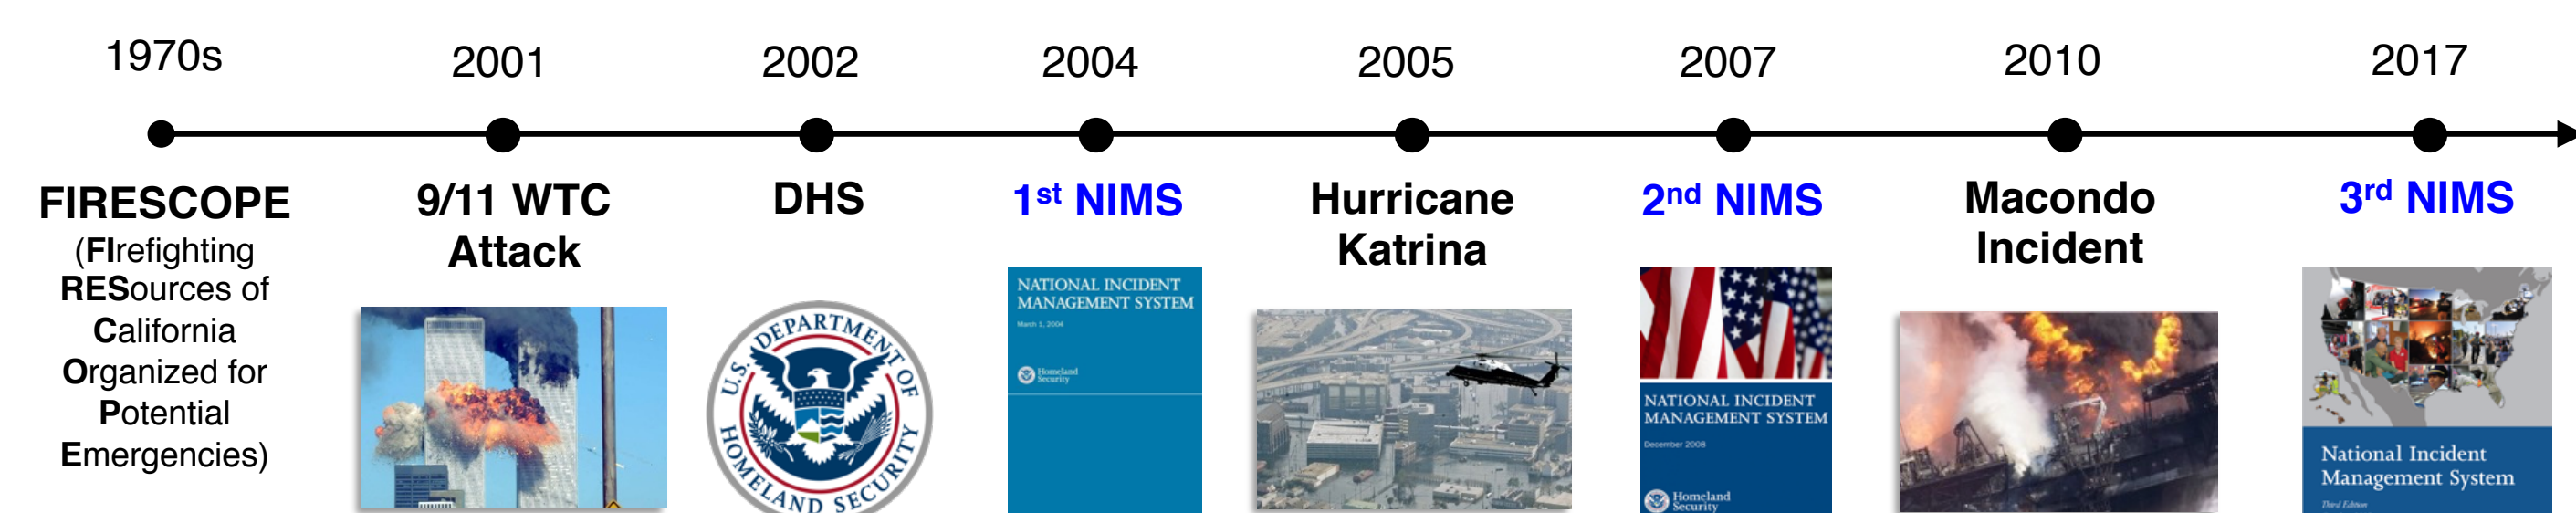 1970s
2001
2002
2004
2005
2007
2010
2017
FIRESCOPE
(FIrefighting
RESources of
California
Organized for
Potential
Emergencies)
9/11 WTC
Attack
DHS
U.S. DEPARTMENT OF
HOMELAND SECURITY
1st NIMS
NATIONAL INCIDENT
MANAGEMENT SYSTEM
March 1, 2004
Homeland
Security
Hurricane
Katrina
2nd NIMS
NATIONAL INCIDENT
MANAGEMENT SYSTEM
December 2008
Homeland
Security
Macondo
Incident
3rd NIMS
National Incident
Management System
Third Edition